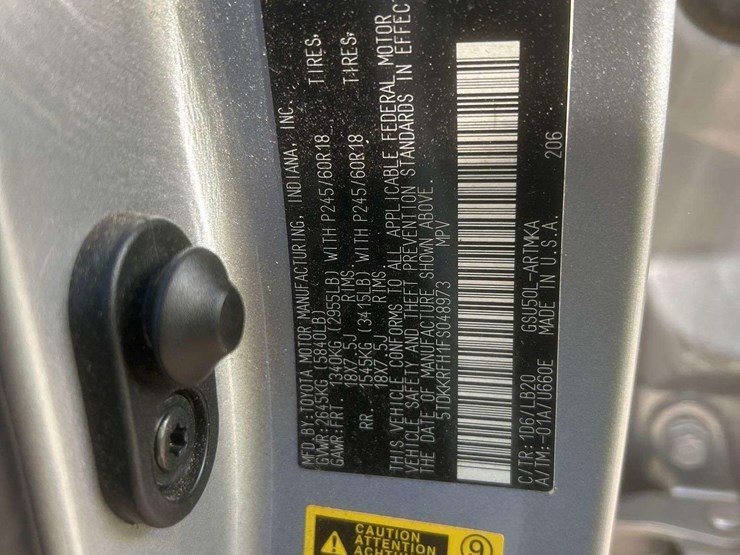 MFD.BY:TOYOTA MOTOR MANUFACTURING, INDIANA, INC.
GVWR:2645KG (5840LB)
GAWR:FRT. 1340KG (2955LB) WITH P245/60R18 TIRES,
18X7.5J RIMS,
RR. 1545KG (3415LB) WITH P245/60R18 TIRES,
18X7.5J RIMS.
THIS VEHICLE CONFORMS TO ALL APPLICABLE FEDERAL MOTOR
VEHICLE SAFETY AND THEFT PREVENTION STANDARDS IN EFFEC
THE DATE OF MANUFACTURE SHOWN ABOVE.
5TDKKRFH1FS048973 MPV
C/TR:1D6/LB20 GSU50L-ARTMKA 206
A/TM:-01A/U660E MADE IN U.S.A.
CAUTION
ATTENTION
9